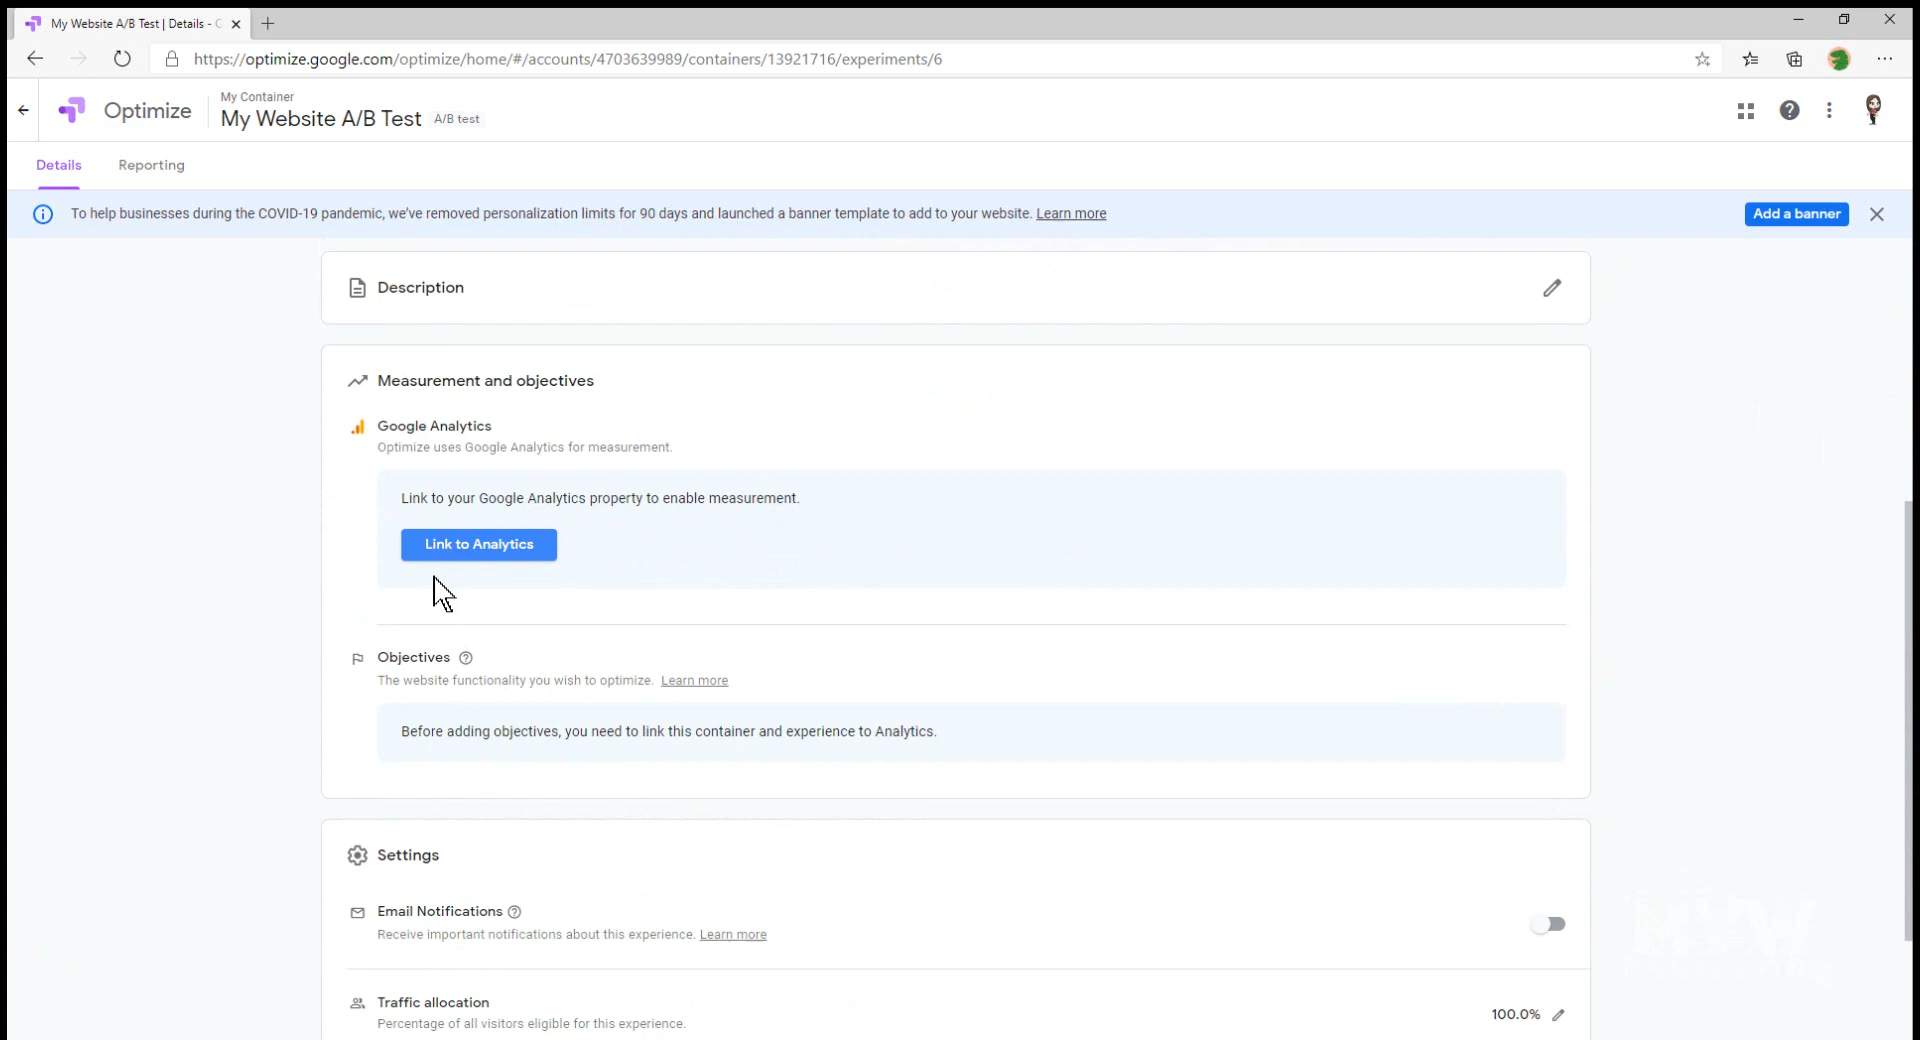 My Website A/B Test | Details -
https://optimize.google.com/optimize/home/#/accounts/4703639989/containers/13921716/experiments/6
Optimize
My Container
My Website A/B Test A/B test
Details Reporting
To help businesses during the COVID-19 pandemic, we've removed personalization limits for 90 days and launched a banner template to add to your website. Learn more
Add a banner
Description
Measurement and objectives
Google Analytics
Optimize uses Google Analytics for measurement.
Link to your Google Analytics property to enable measurement.
Link to Analytics
Objectives
The website functionality you wish to optimize. Learn more
Before adding objectives, you need to link this container and experience to Analytics.
Settings
Email Notifications
Receive important notifications about this experience. Learn more
Traffic allocation
Percentage of all visitors eligible for this experience.
100.0%